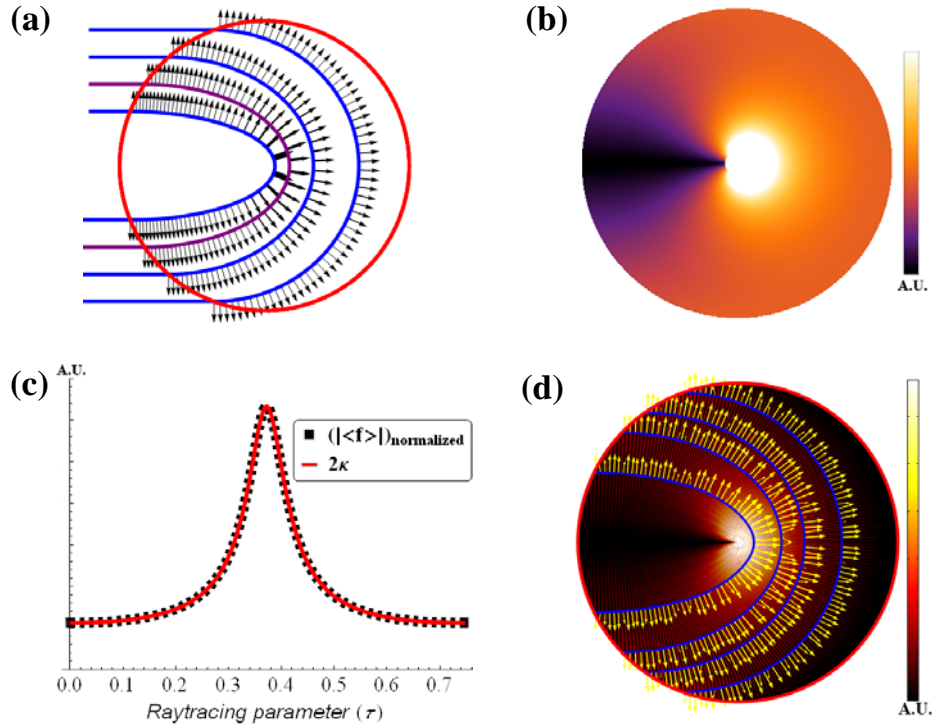 (a)
(b)
A.U.
(c)
A.U.
(|<f>|)normalized
2κ
0.0 0.1 0.2 0.3 0.4 0.5 0.6 0.7
Raytracing parameter (τ)
(d)
A.U.